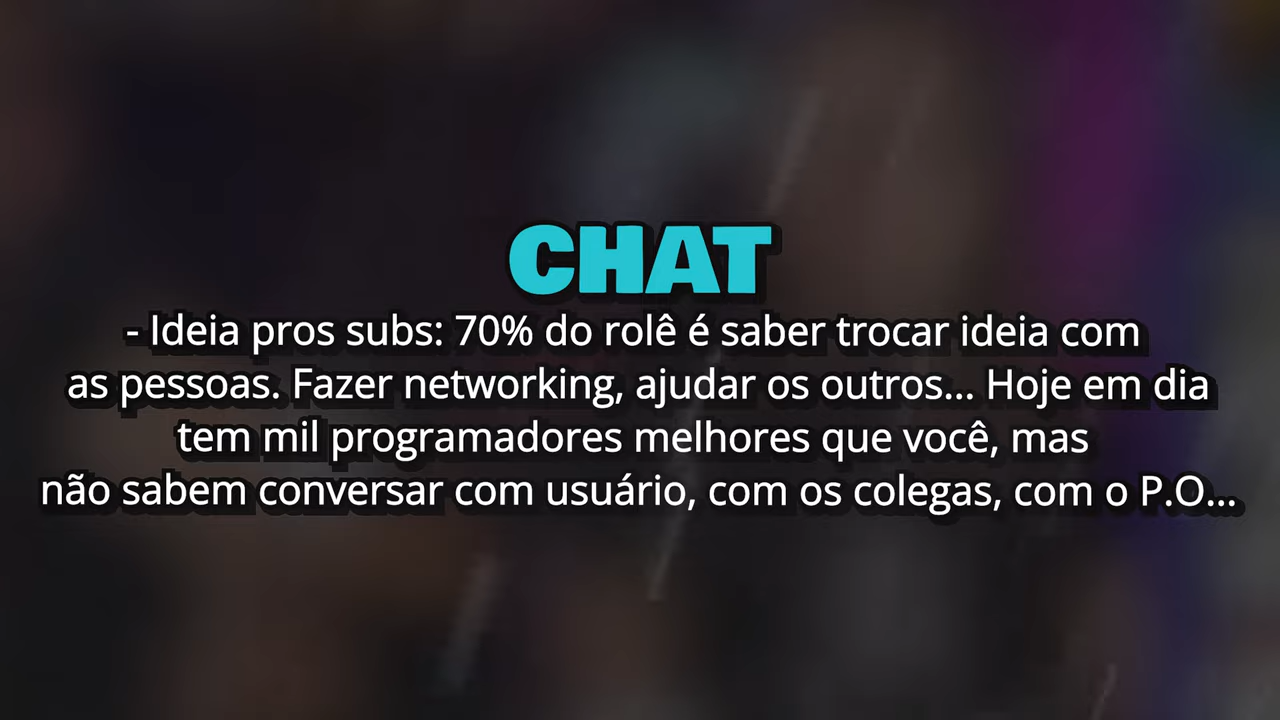 CHAT
- Ideia pros subs: 70% do rolê é saber trocar ideia com
as pessoas. Fazer networking, ajudar os outros... Hoje em dia
tem mil programadores melhores que você, mas
não sabem conversar com usuário, com os colegas, com o P.O...